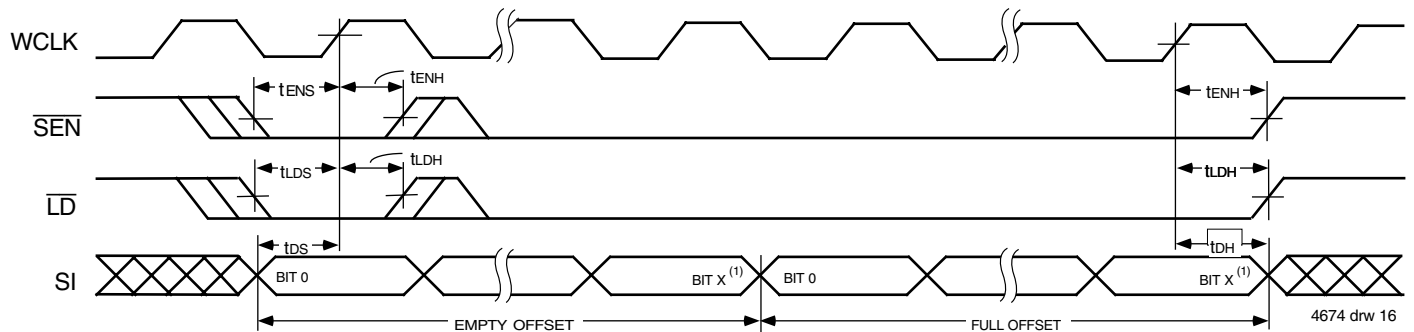 WCLK
tENS
tENH
tENH
SEN
tLDS
tLDH
tLDH
LD
tDS
tDH
SI
BIT 0
BIT X (1)
BIT 0
BIT X (1)
EMPTY OFFSET
FULL OFFSET
4674 drw 16